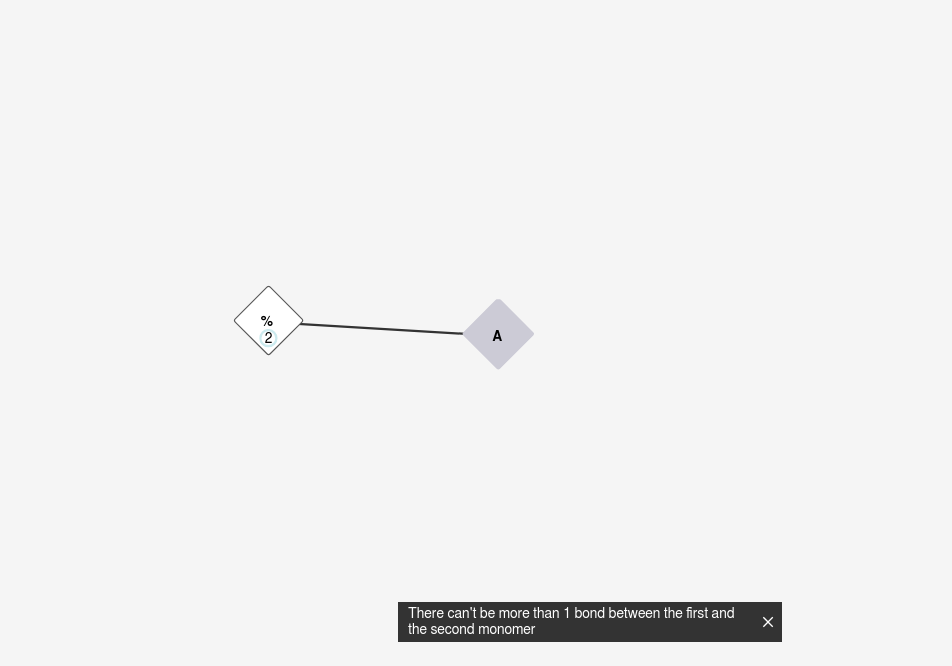 %
2
A
There can't be more than 1 bond between the first and
the second monomer